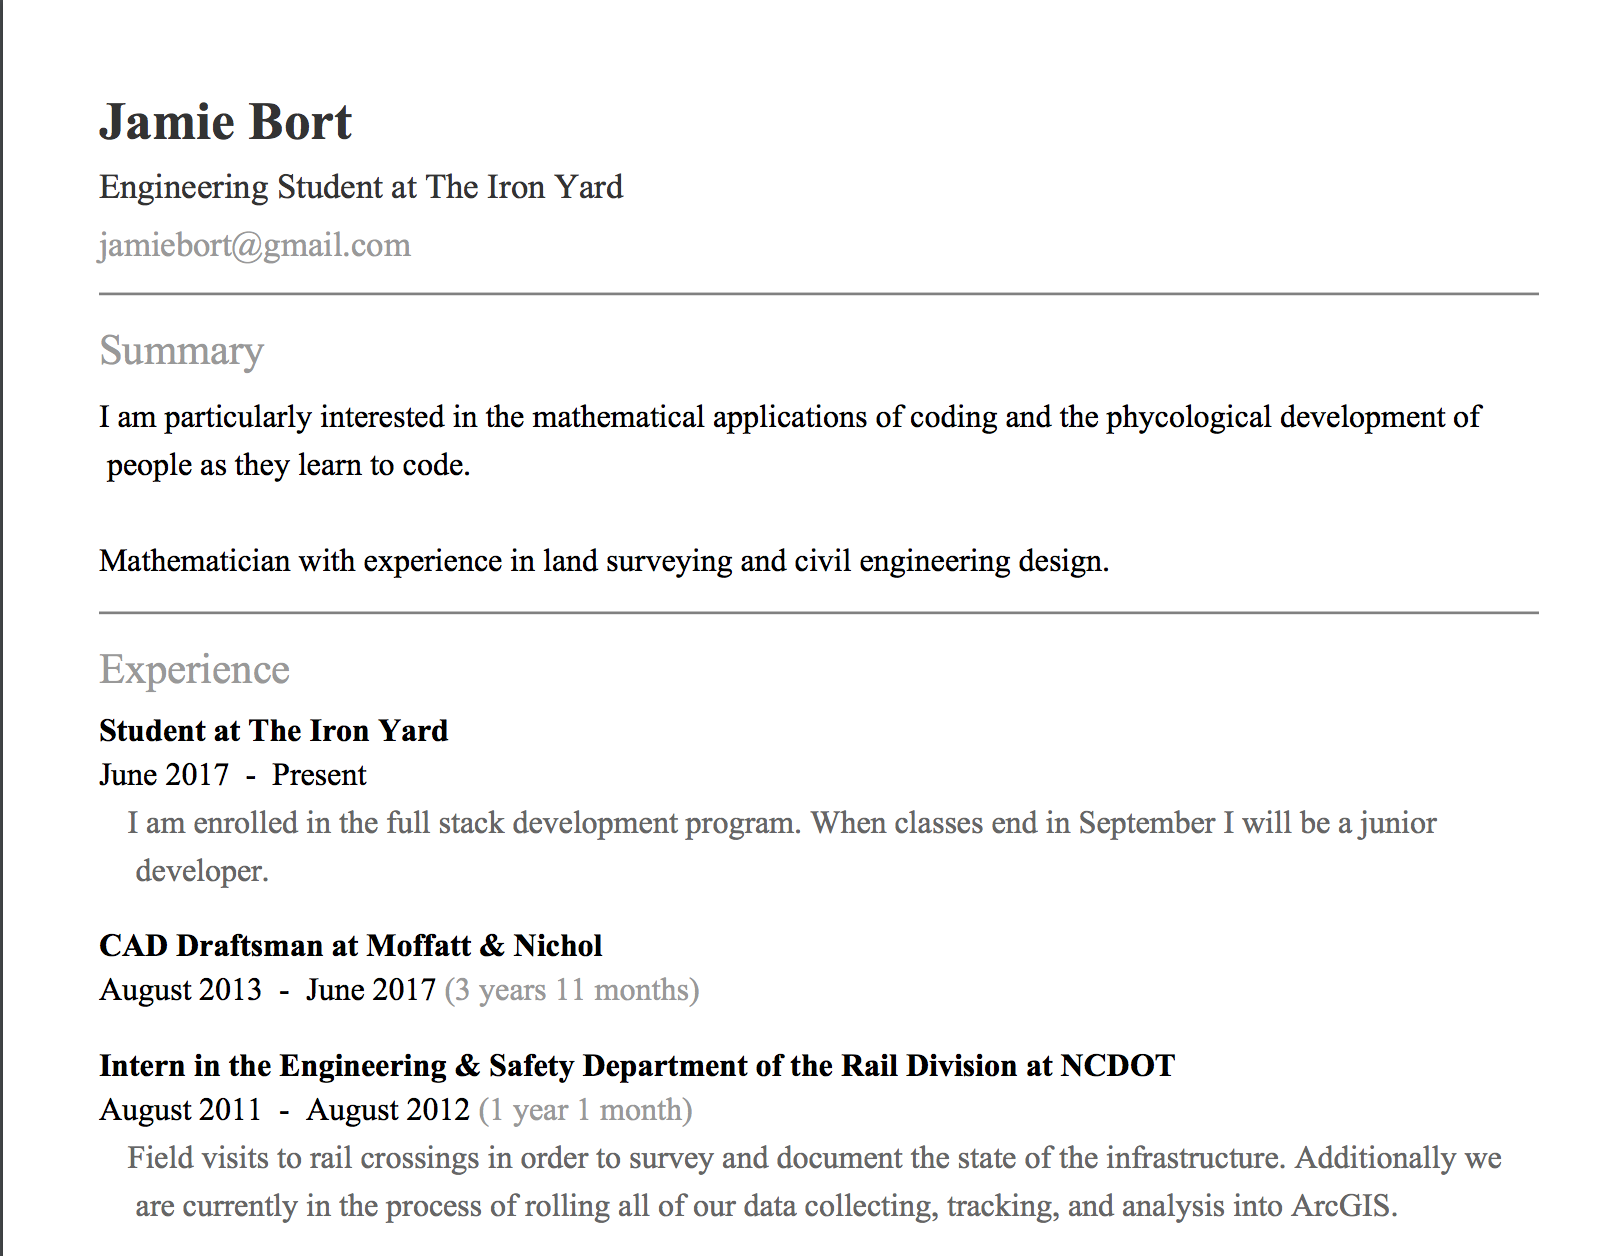 Jamie Bort
Engineering Student at The Iron Yard
jamiebort@gmail.com
Summary
I am particularly interested in the mathematical applications of coding and the phycological development of
people as they learn to code.
Mathematician with experience in land surveying and civil engineering design.
Experience
Student at The Iron Yard
June 2017 - Present
I am enrolled in the full stack development program. When classes end in September I will be a junior
developer.
CAD Draftsman at Moffatt & Nichol
August 2013 - June 2017 (3 years 11 months)
Intern in the Engineering & Safety Department of the Rail Division at NCDOT
August 2011 - August 2012 (1 year 1 month)
Field visits to rail crossings in order to survey and document the state of the infrastructure. Additionally we
are currently in the process of rolling all of our data collecting, tracking, and analysis into ArcGIS.